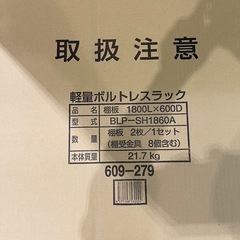 取扱注意
軽量ボルトレスラック
品名 棚板 1800L×600D
型式 BLP-SH1860A
数量 棚板 2枚/1セット
(棚受金具 8個含む)
本体質量 21.7kg
609-279